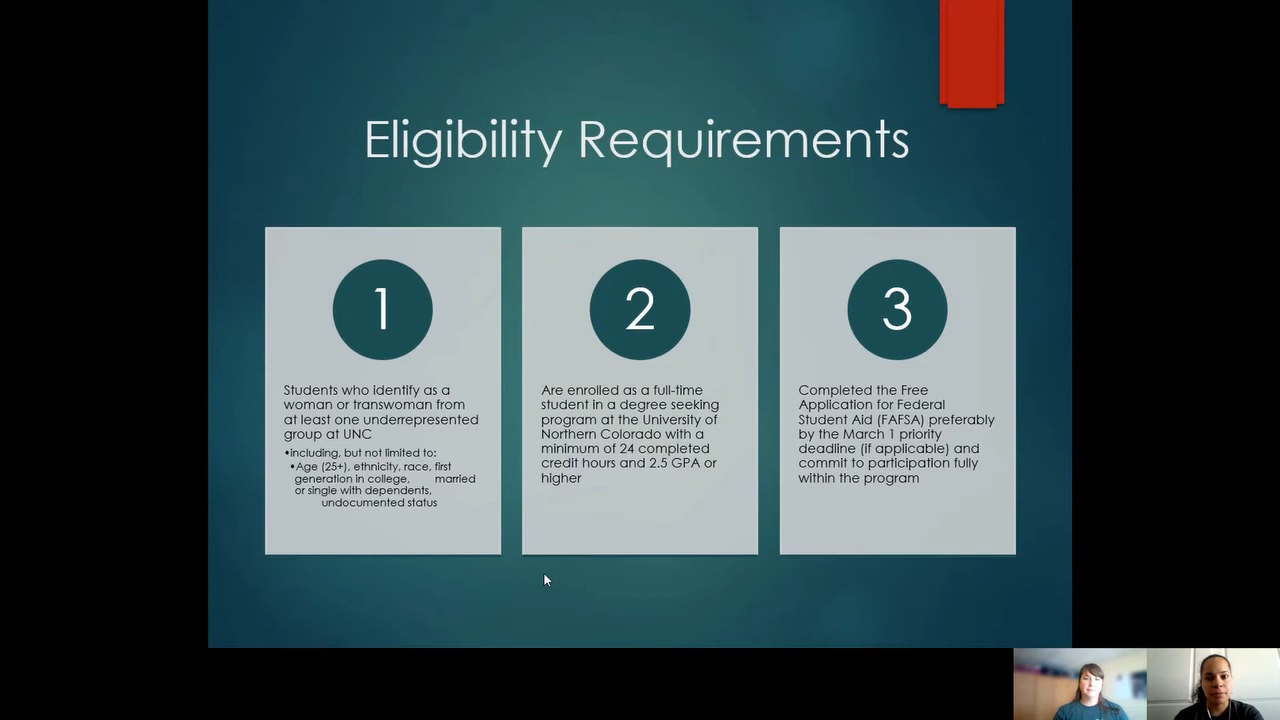 Eligibility Requirements
1
Students who identify as a
woman or transwoman from
at least one underrepresented
group at UNC
•including, but not limited to:
•Age (25+), ethnicity, race, first
generation in college, married
or single with dependents,
undocumented status
2
Are enrolled as a full-time
student in a degree seeking
program at the University of
Northern Colorado with a
minimum of 24 completed
credit hours and 2.5 GPA or
higher
3
Completed the Free
Application for Federal
Student Aid (FAFSA) preferably
by the March 1 priority
deadline (if applicable) and
commit to participation fully
within the program